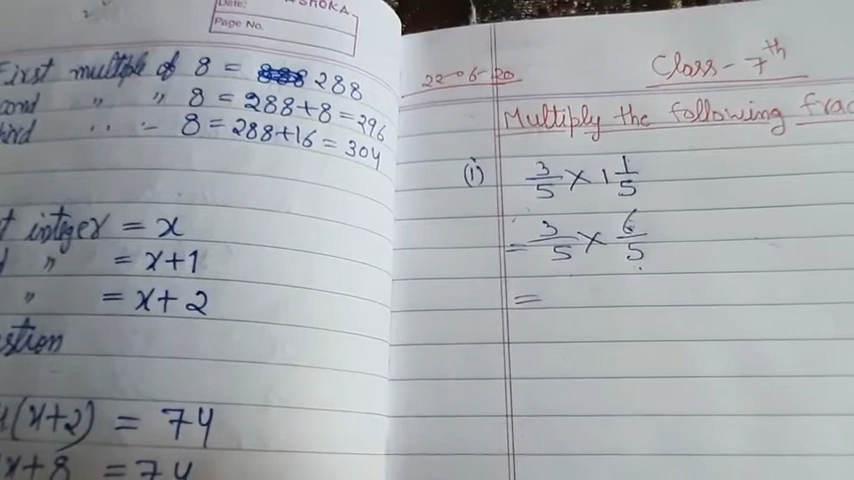 Date:
Page No.
First multiple of 8 = 288
" " 8 = 288+8 = 296
" " 8 = 288+16 = 304
integer = x
" = x+1
" = x+2
(x+2) = 74
x+8 = 74
22-06-20
Class - 7th
Multiply the following
(i) 3/5 × 1 1/5
= 3/5 × 6/5
=